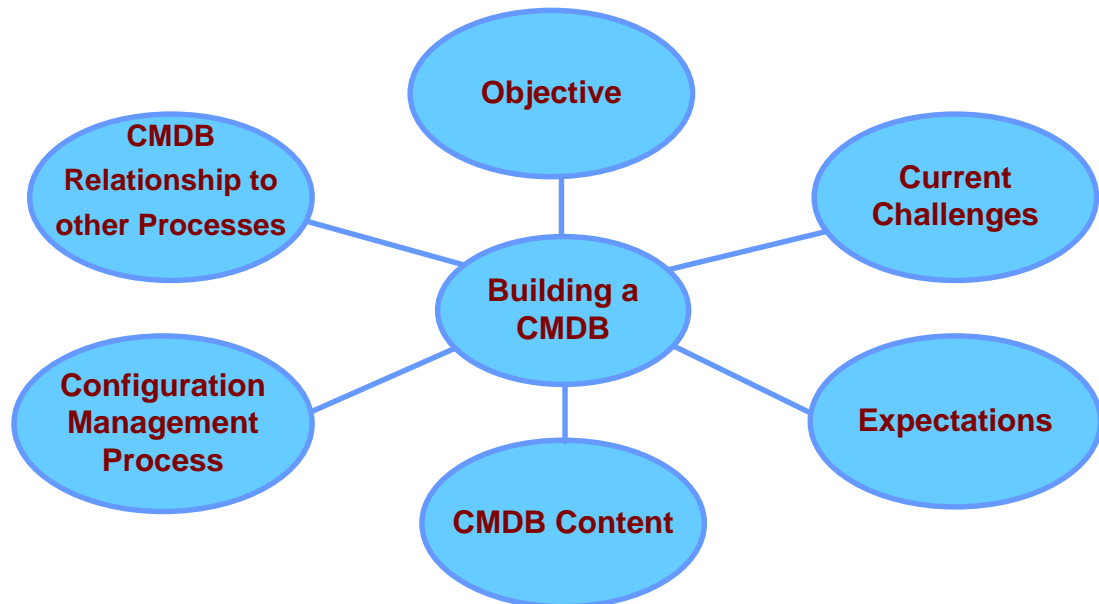 Objective
CMDB
Relationship to
other Processes
Current
Challenges
Building a
CMDB
Configuration
Management
Process
Expectations
CMDB Content